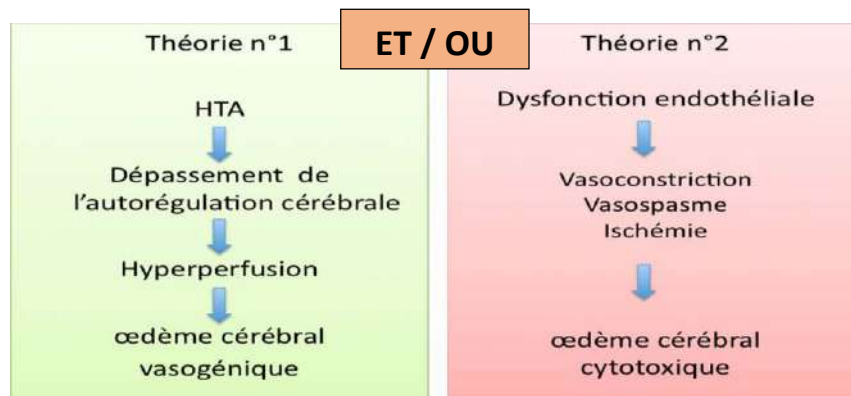 ET / OU
Théorie n°1
HTA
Dépassement de
l'autorégulation cérébrale
Hyperperfusion
œdème cérébral
vasogénique
Théorie n°2
Dysfonction endothéliale
Vasoconstriction
Vasospasme
Ischémie
œdème cérébral
cytotoxique